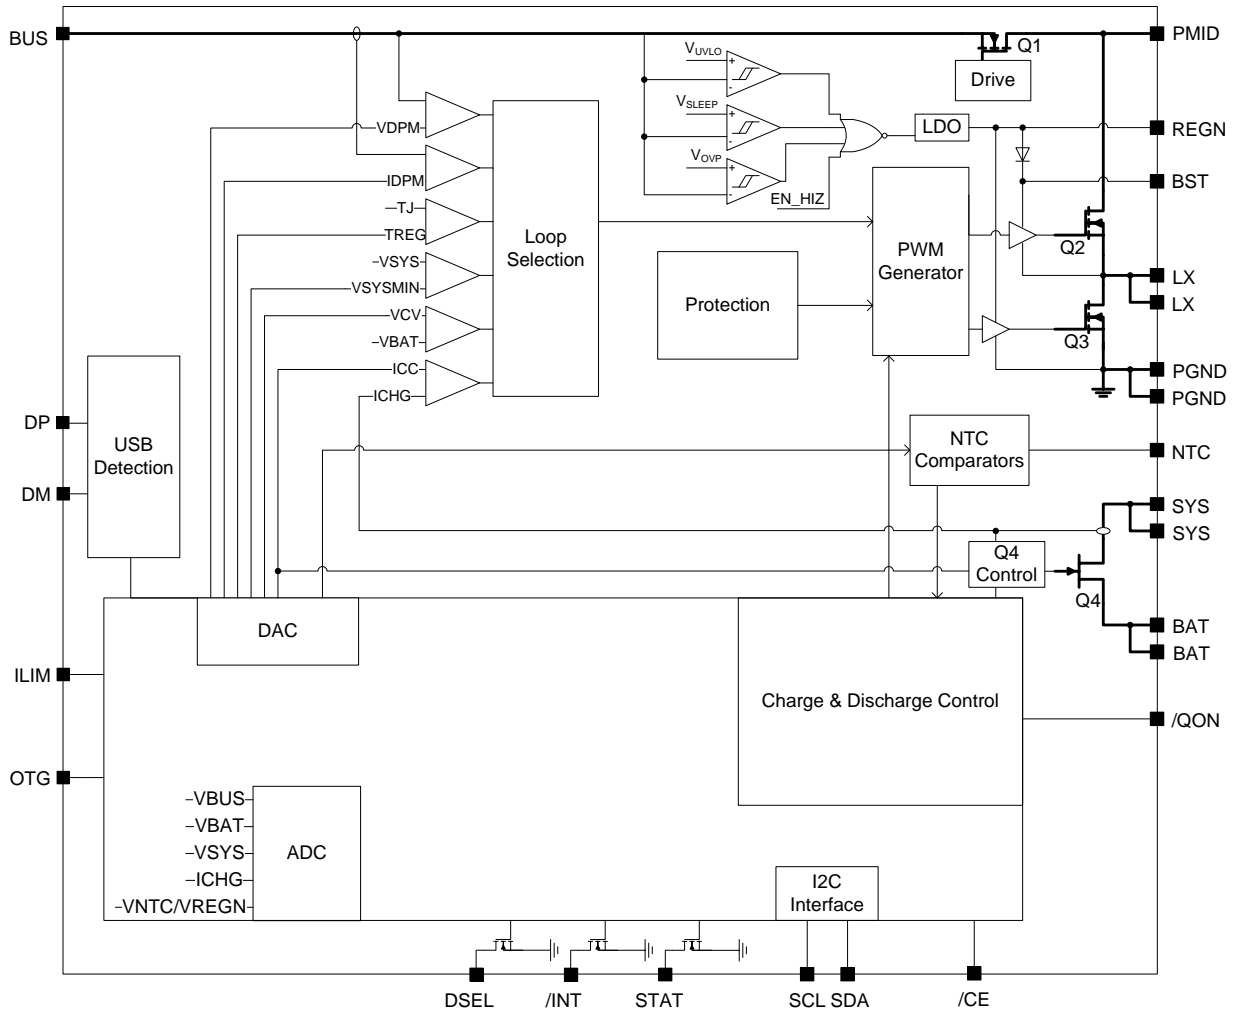 BUS
PMID
Q1
Drive
VUVLO
+
-
VSLEEP
+
-
VOVP
+
-
EN_HIZ
LDO
REGN
BST
VDPM
IDPM
TJ
TREG
VSYS
VSYSMIN
VCV
VBAT
ICC
ICHG
Loop
Selection
Protection
PWM
Generator
Q2
LX
LX
Q3
PGND
PGND
DP
DM
USB
Detection
NTC
Comparators
NTC
SYS
SYS
Q4
Control
Q4
BAT
BAT
DAC
ILIM
OTG
Charge & Discharge Control
/QON
VBUS
VBAT
VSYS
ICHG
VNTC/VREGN
ADC
I2C
Interface
DSEL
/INT
STAT
SCL
SDA
/CE